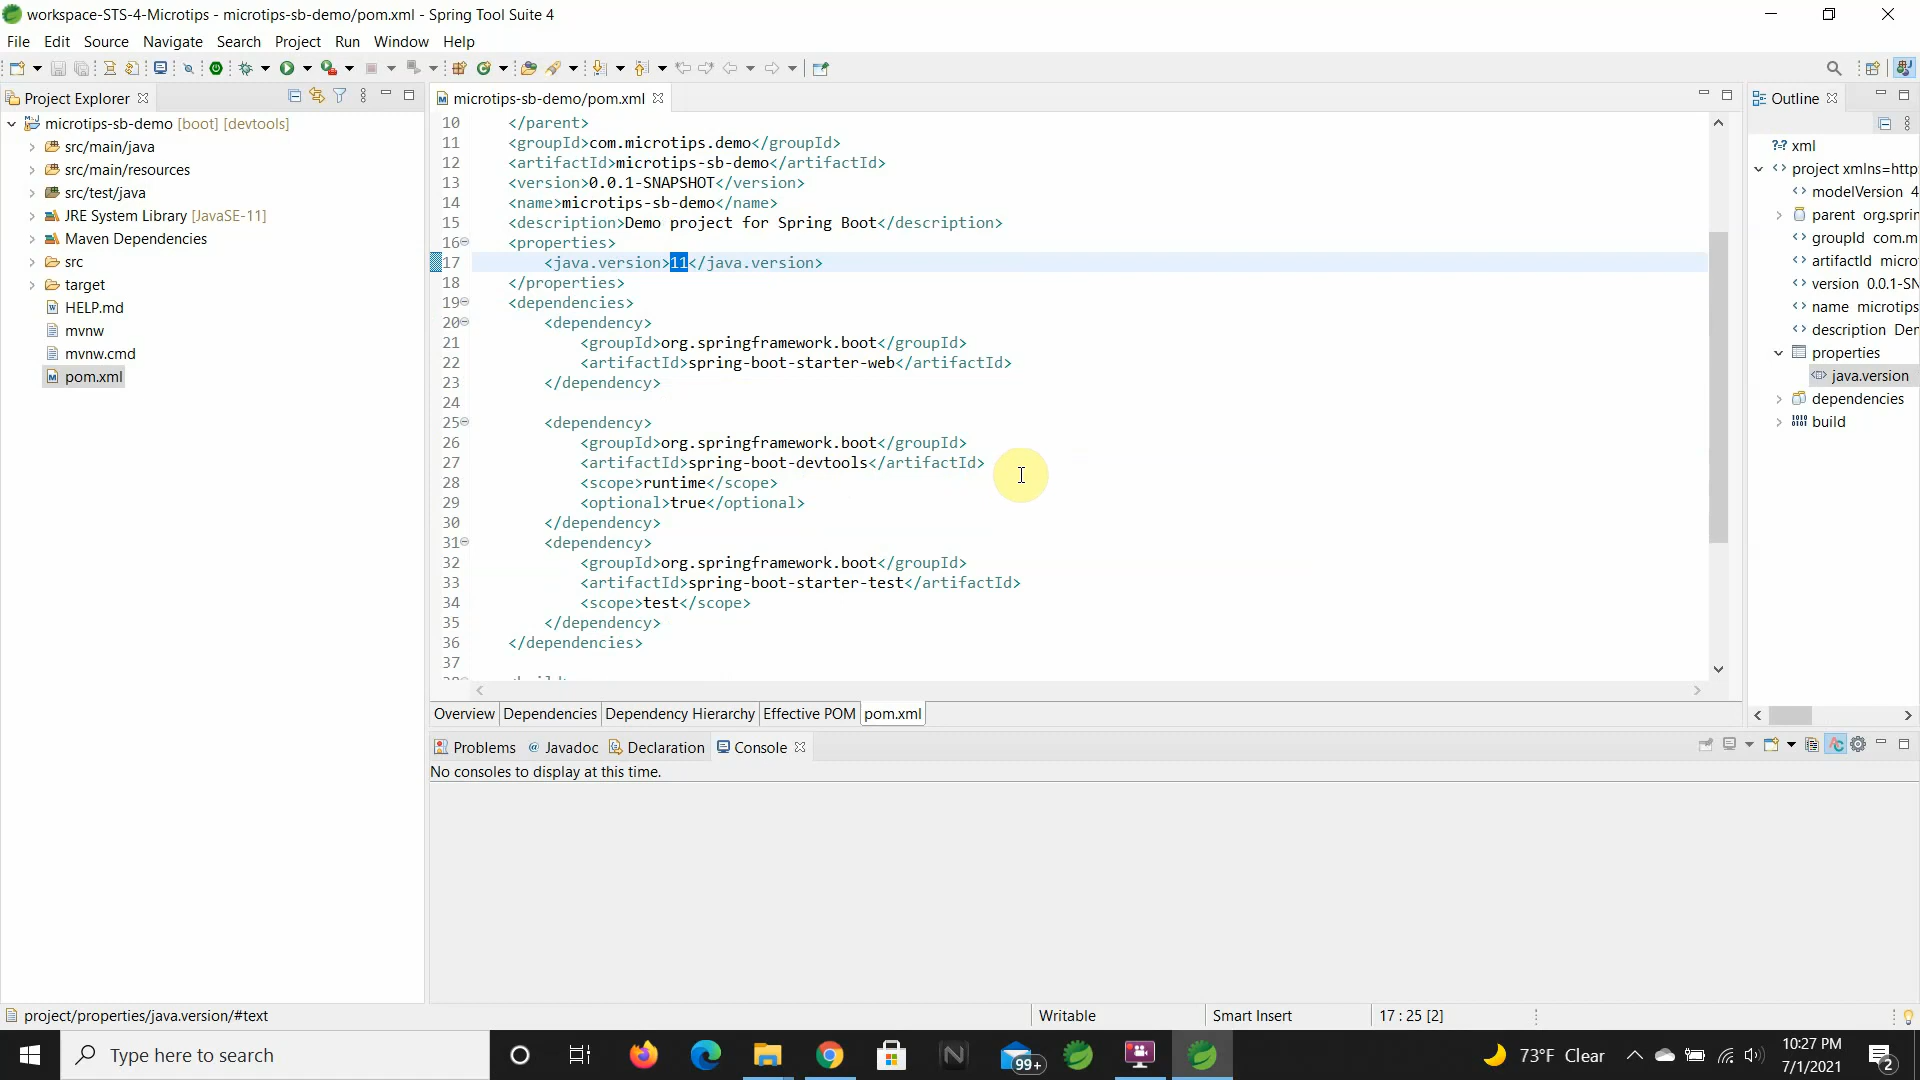 workspace-STS-4-Microtips - microtips-sb-demo/pom.xml - Spring Tool Suite 4
File Edit Source Navigate Search Project Run Window Help
Project Explorer
microtips-sb-demo [boot] [devtools]
src/main/java
src/main/resources
src/test/java
JRE System Library [JavaSE-11]
Maven Dependencies
src
target
HELP.md
mvnw
mvnw.cmd
pom.xml
microtips-sb-demo/pom.xml
10 </parent>
11 <groupId>com.microtips.demo</groupId>
12 <artifactId>microtips-sb-demo</artifactId>
13 <version>0.0.1-SNAPSHOT</version>
14 <name>microtips-sb-demo</name>
15 <description>Demo project for Spring Boot</description>
16 <properties>
17 <java.version>11</java.version>
18 </properties>
19 <dependencies>
20 <dependency>
21 <groupId>org.springframework.boot</groupId>
22 <artifactId>spring-boot-starter-web</artifactId>
23 </dependency>
24
25 <dependency>
26 <groupId>org.springframework.boot</groupId>
27 <artifactId>spring-boot-devtools</artifactId>
28 <scope>runtime</scope>
29 <optional>true</optional>
30 </dependency>
31 <dependency>
32 <groupId>org.springframework.boot</groupId>
33 <artifactId>spring-boot-starter-test</artifactId>
34 <scope>test</scope>
35 </dependency>
36 </dependencies>
37
Overview Dependencies Dependency Hierarchy Effective POM pom.xml
Outline
xml
project xmlns=http
modelVersion 4
parent org.sprin
groupId com.m
artifactId micro
version 0.0.1-SN
name microtips
description Der
properties
java.version
dependencies
build
Problems @ Javadoc Declaration Console
No consoles to display at this time.
project/properties/java.version/#text Writable Smart Insert 17 : 25 [2]
Type here to search
99+
73°F Clear
10:27 PM
7/1/2021
2